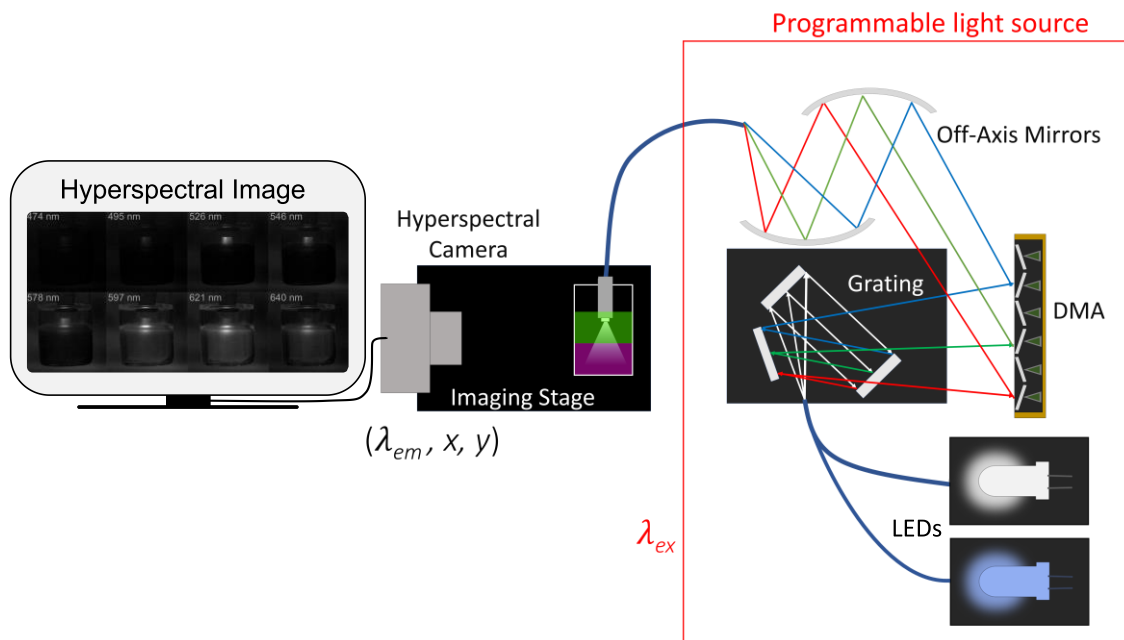 Programmable light source
Off-Axis Mirrors
Hyperspectral Image
474 nm 495 nm 526 nm 546 nm
578 nm 597 nm 621 nm 640 nm
Hyperspectral
Camera
Grating
DMA
Imaging Stage
(λem, x, y)
LEDs
λex